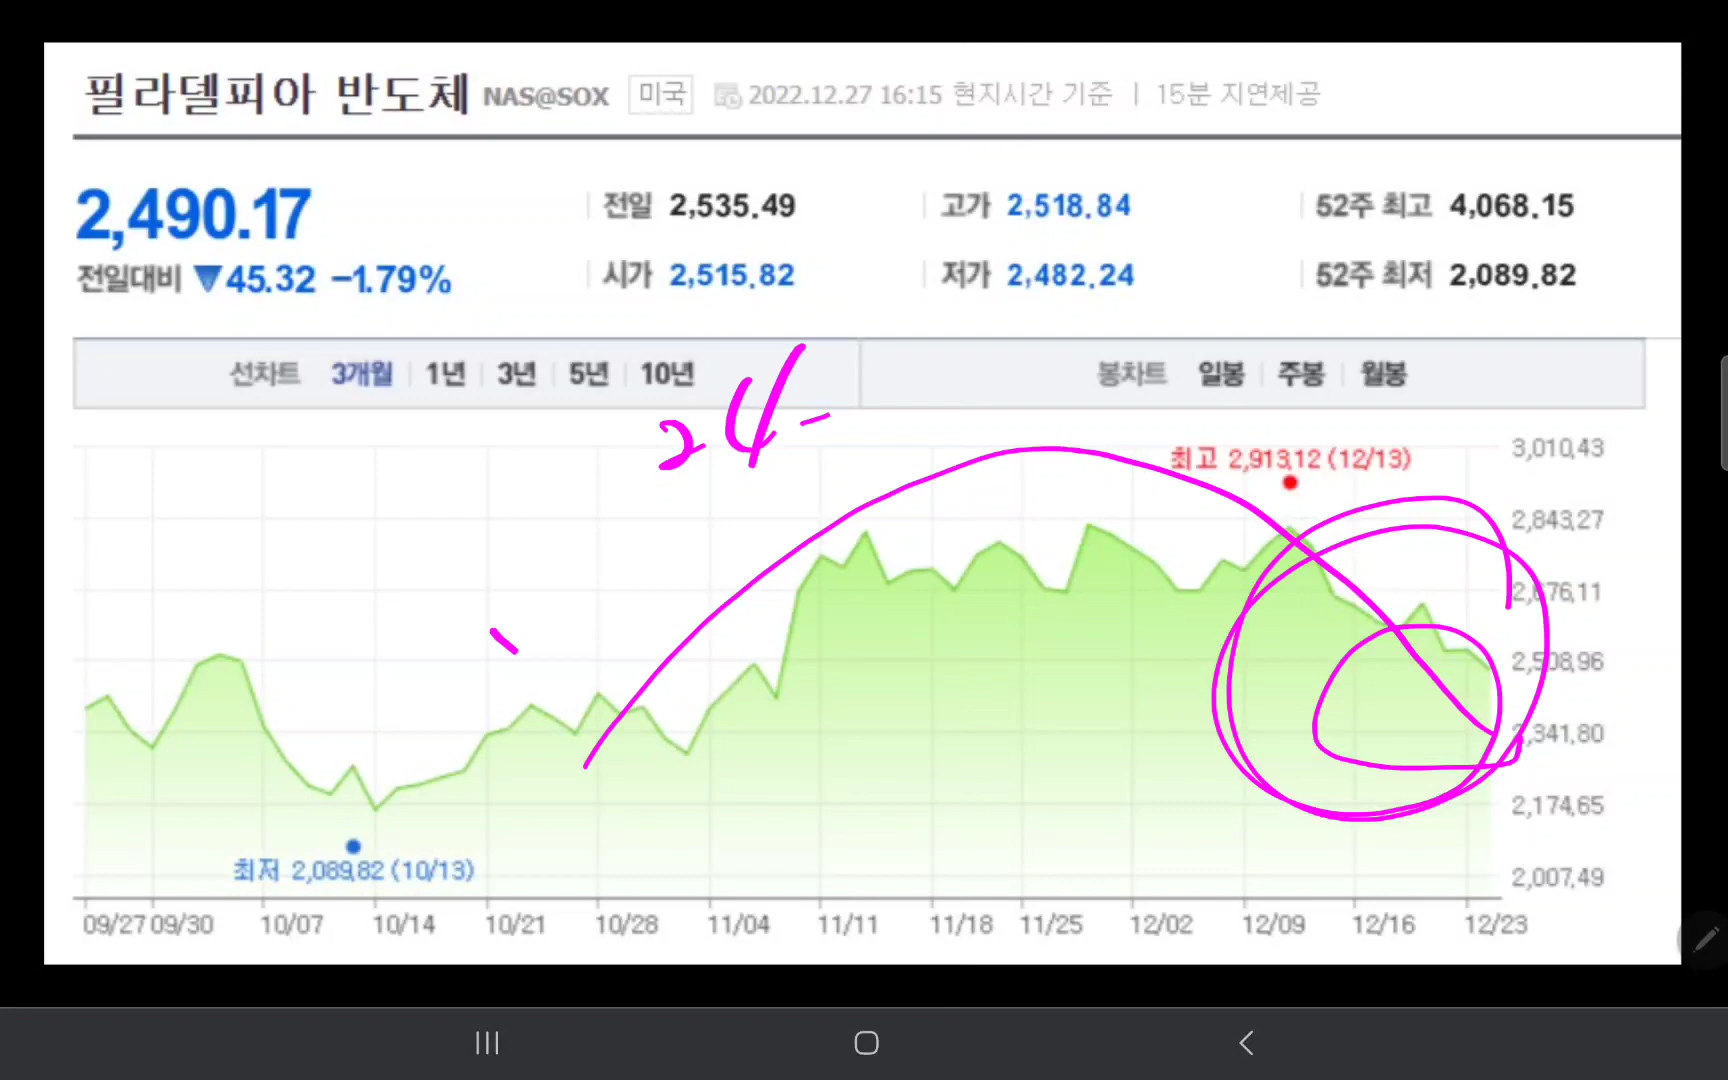 필라델피아 반도체 NAS@SOX 미국 2022.12.27 16:15 현지시간 기준 | 15분 지연제공
2,490.17 전일 2,535.49 고가 2,518.84 52주 최고 4,068.15
전일대비 ▼45.32 -1.79% 시가 2,515.82 저가 2,482.24 52주 최저 2,089.82
선차트 3개월 1년 3년 5년 10년 봉차트 일봉 주봉 월봉
24-
최고 2,913.12 (12/13)
3,010.43
2,843.27
2,676.11
2,508.96
2,341.80
2,174.65
2,007.49
최저 2,089.82 (10/13)
09/27 09/30 10/07 10/14 10/21 10/28 11/04 11/11 11/18 11/25 12/02 12/09 12/16 12/23